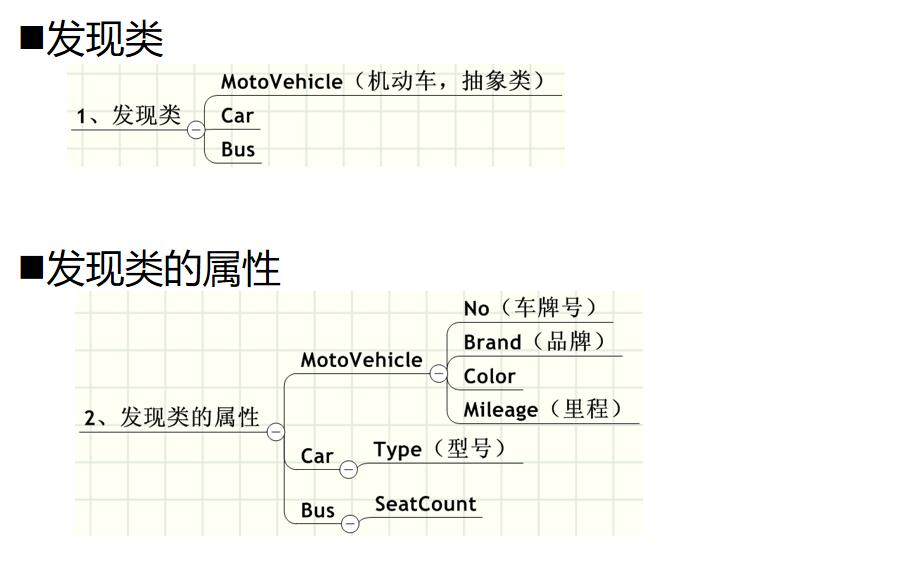 ■发现类
MotoVehicle（机动车，抽象类）
1、发现类
Car
Bus
■发现类的属性
No（车牌号）
Brand（品牌）
MotoVehicle
Color
Mileage（里程）
2、发现类的属性
Car
Type（型号）
Bus
SeatCount